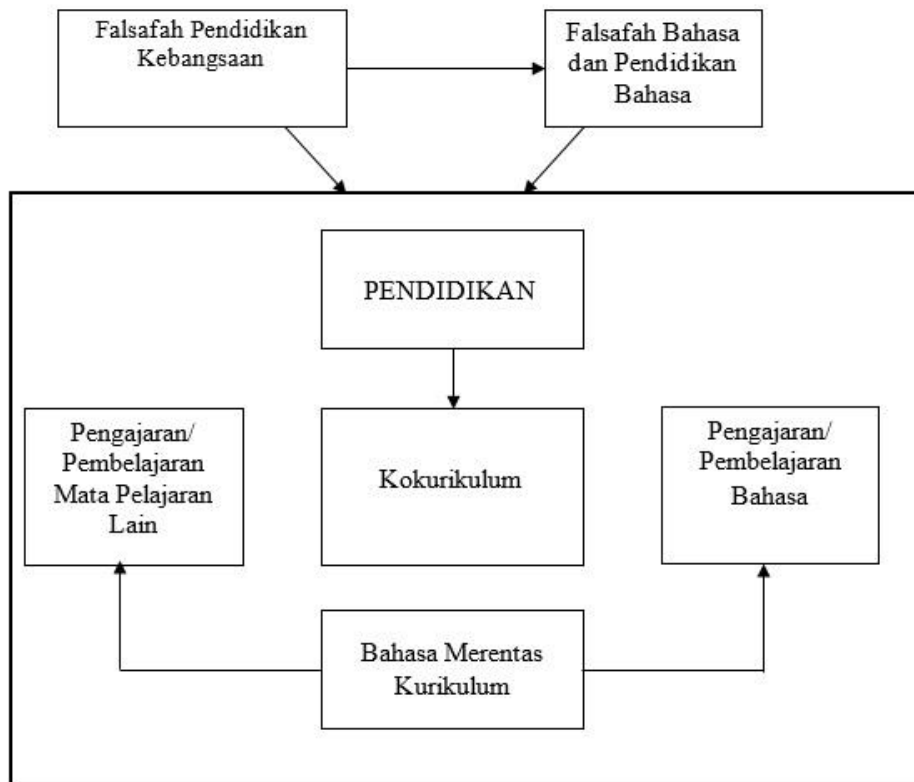 Falsafah Pendidikan
Kebangsaan
Falsafah Bahasa
dan Pendidikan
Bahasa
PENDIDIKAN
Pengajaran/
Pembelajaran
Mata Pelajaran
Lain
Kokurikulum
Pengajaran/
Pembelajaran
Bahasa
Bahasa Merentas
Kurikulum